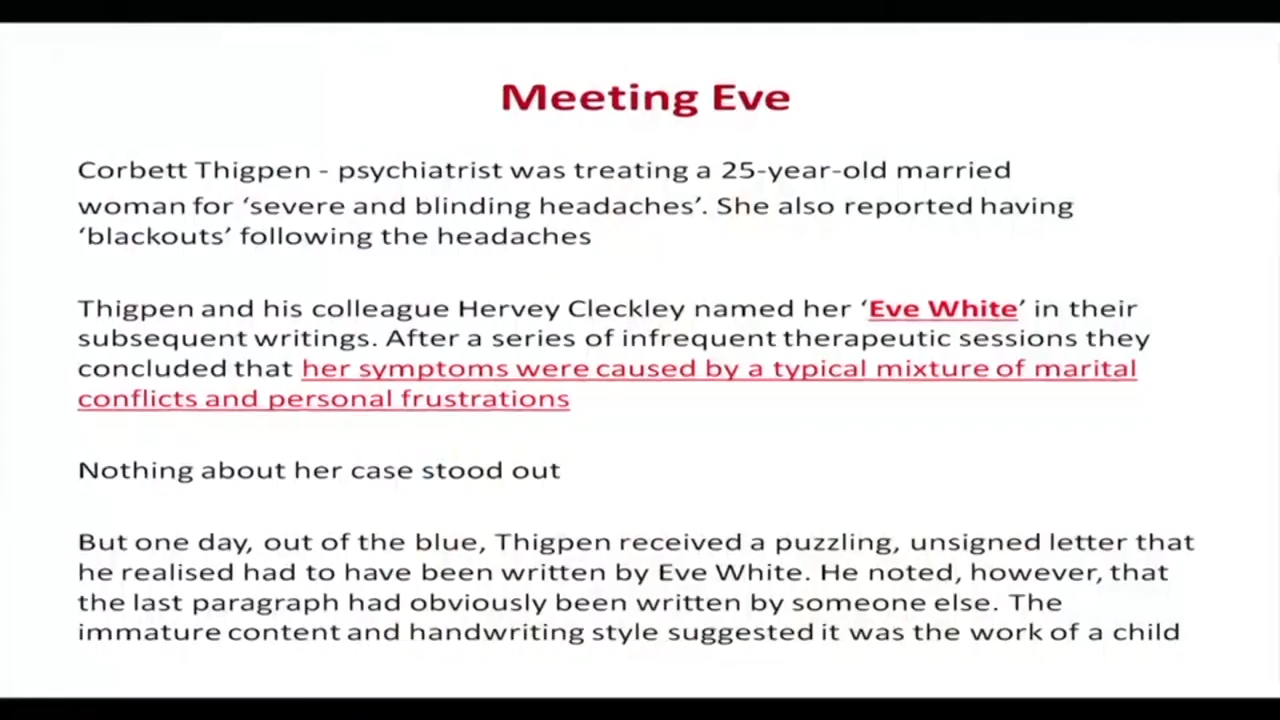 Meeting Eve
Corbett Thigpen - psychiatrist was treating a 25-year-old married
woman for ‘severe and blinding headaches’. She also reported having
‘blackouts’ following the headaches
Thigpen and his colleague Hervey Cleckley named her ‘Eve White’ in their
subsequent writings. After a series of infrequent therapeutic sessions they
concluded that her symptoms were caused by a typical mixture of marital
conflicts and personal frustrations
Nothing about her case stood out
But one day, out of the blue, Thigpen received a puzzling, unsigned letter that
he realised had to have been written by Eve White. He noted, however, that
the last paragraph had obviously been written by someone else. The
immature content and handwriting style suggested it was the work of a child